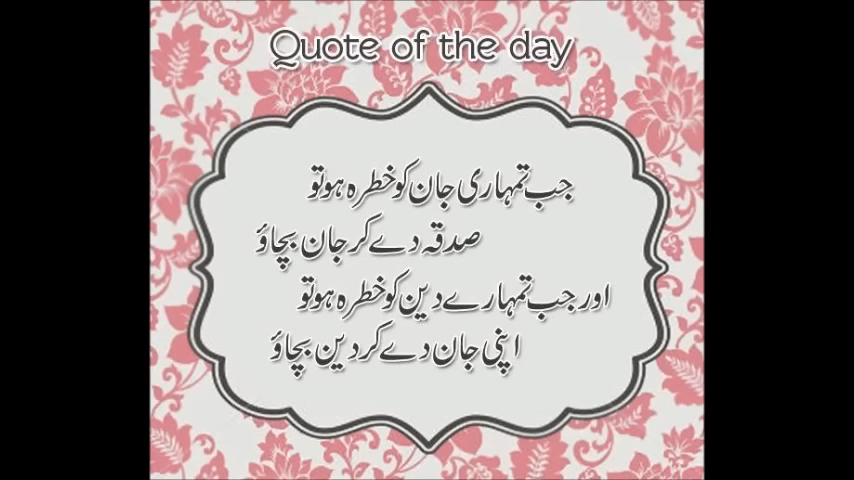 Quote of the day
جب تمہاری جان کو خطرہ ہو تو
صدقہ دے کر جان بچاؤ
اور جب تمہارے دین کو خطرہ ہو تو
اپنی جان دے کر دین بچاؤ